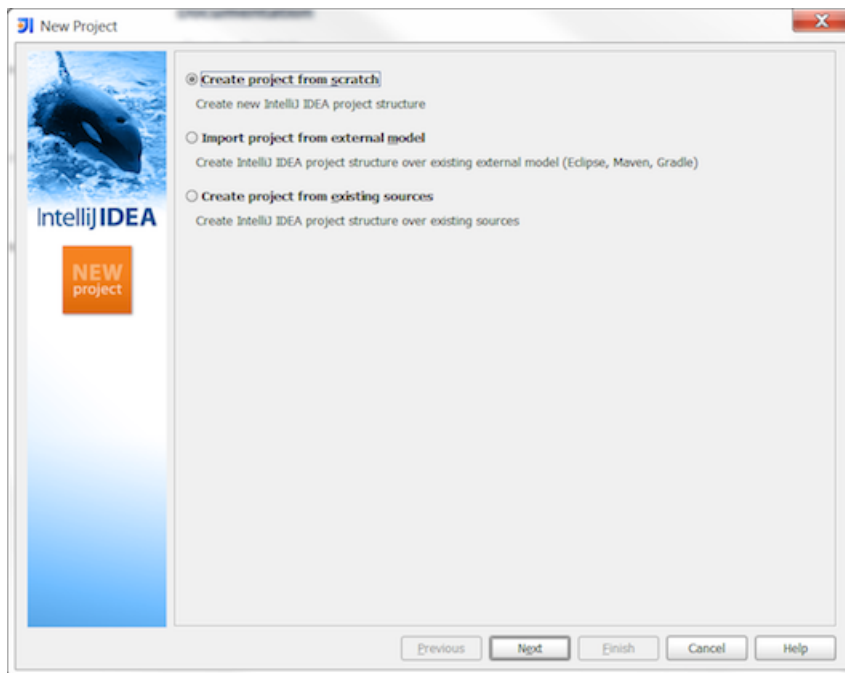 Documentation
New Project
Create project from scratch
Create new IntelliJ IDEA project structure
Import project from external model
Create IntelliJ IDEA project structure over existing external model (Eclipse, Maven, Gradle)
Create project from existing sources
Create IntelliJ IDEA project structure over existing sources
IntelliJ IDEA
NEW
project
Previous Next Finish Cancel Help